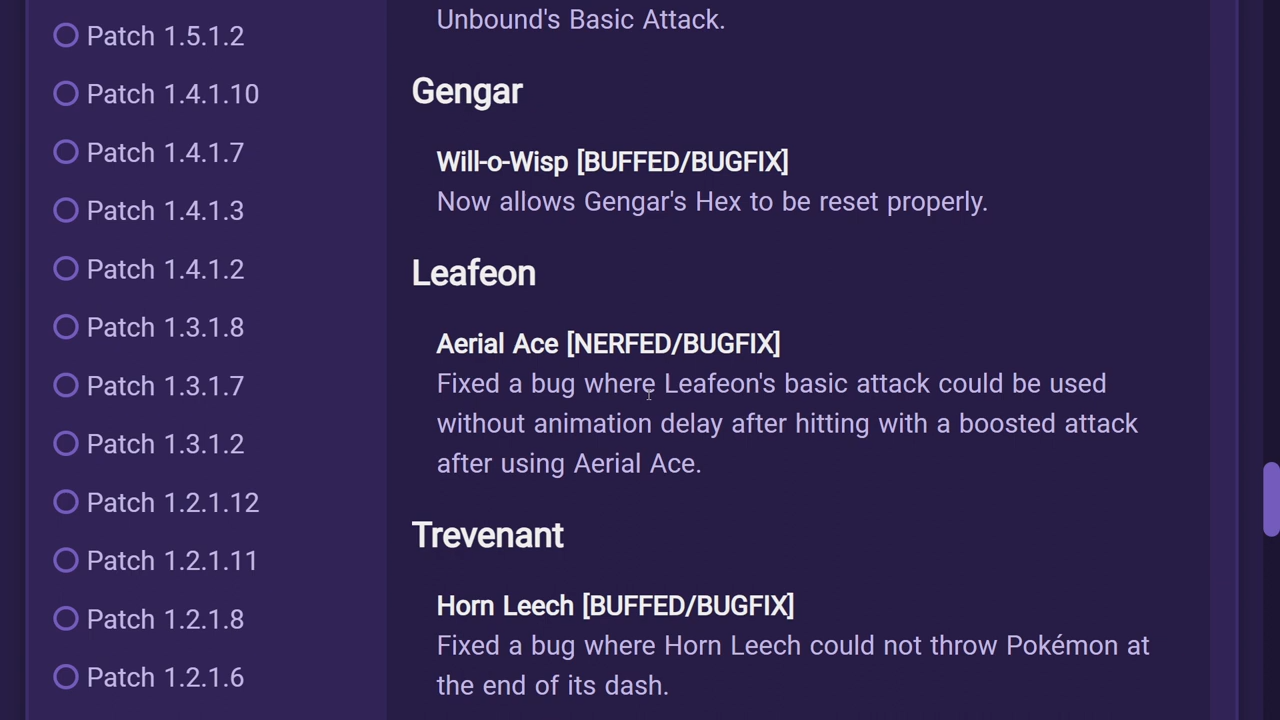 Patch 1.5.1.2
Patch 1.4.1.10
Patch 1.4.1.7
Patch 1.4.1.3
Patch 1.4.1.2
Patch 1.3.1.8
Patch 1.3.1.7
Patch 1.3.1.2
Patch 1.2.1.12
Patch 1.2.1.11
Patch 1.2.1.8
Patch 1.2.1.6
Unbound's Basic Attack.
Gengar
Will-o-Wisp [BUFFED/BUGFIX]
Now allows Gengar's Hex to be reset properly.
Leafeon
Aerial Ace [NERFED/BUGFIX]
Fixed a bug where Leafeon's basic attack could be used
without animation delay after hitting with a boosted attack
after using Aerial Ace.
Trevenant
Horn Leech [BUFFED/BUGFIX]
Fixed a bug where Horn Leech could not throw Pokémon at
the end of its dash.